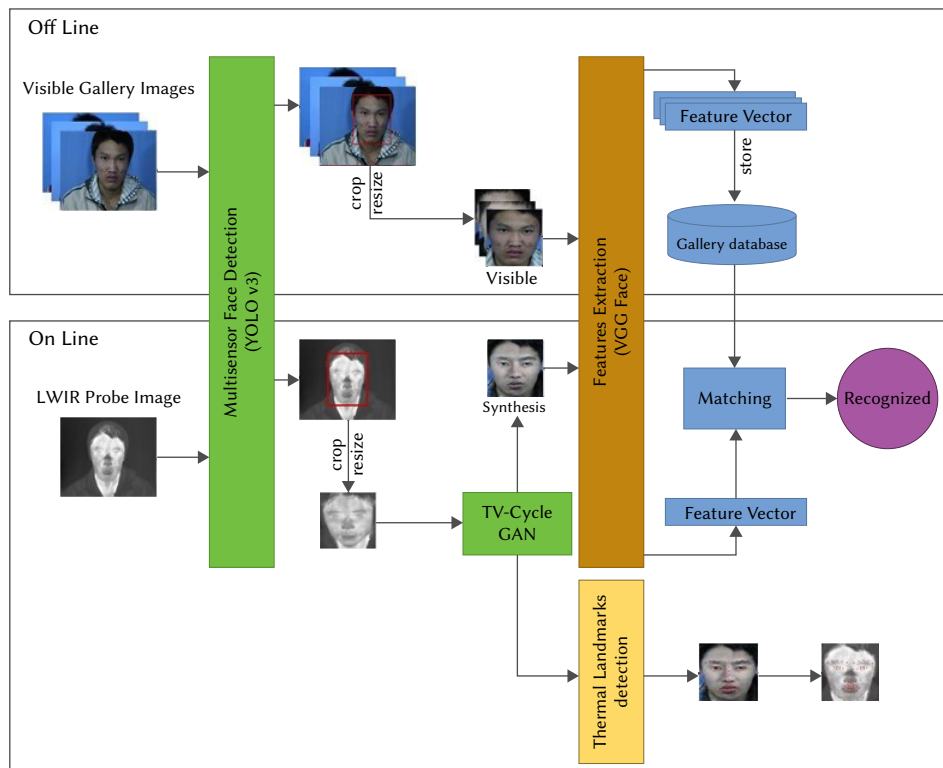 Off Line
Visible Gallery Images
Multisensor Face Detection
(YOLO v3)
crop
resize
Visible
Features Extraction
(VGG Face)
Feature Vector
store
Gallery database
On Line
LWIR Probe Image
crop
resize
Synthesis
TV-Cycle
GAN
Matching
Recognized
Feature Vector
Thermal Landmarks
detection